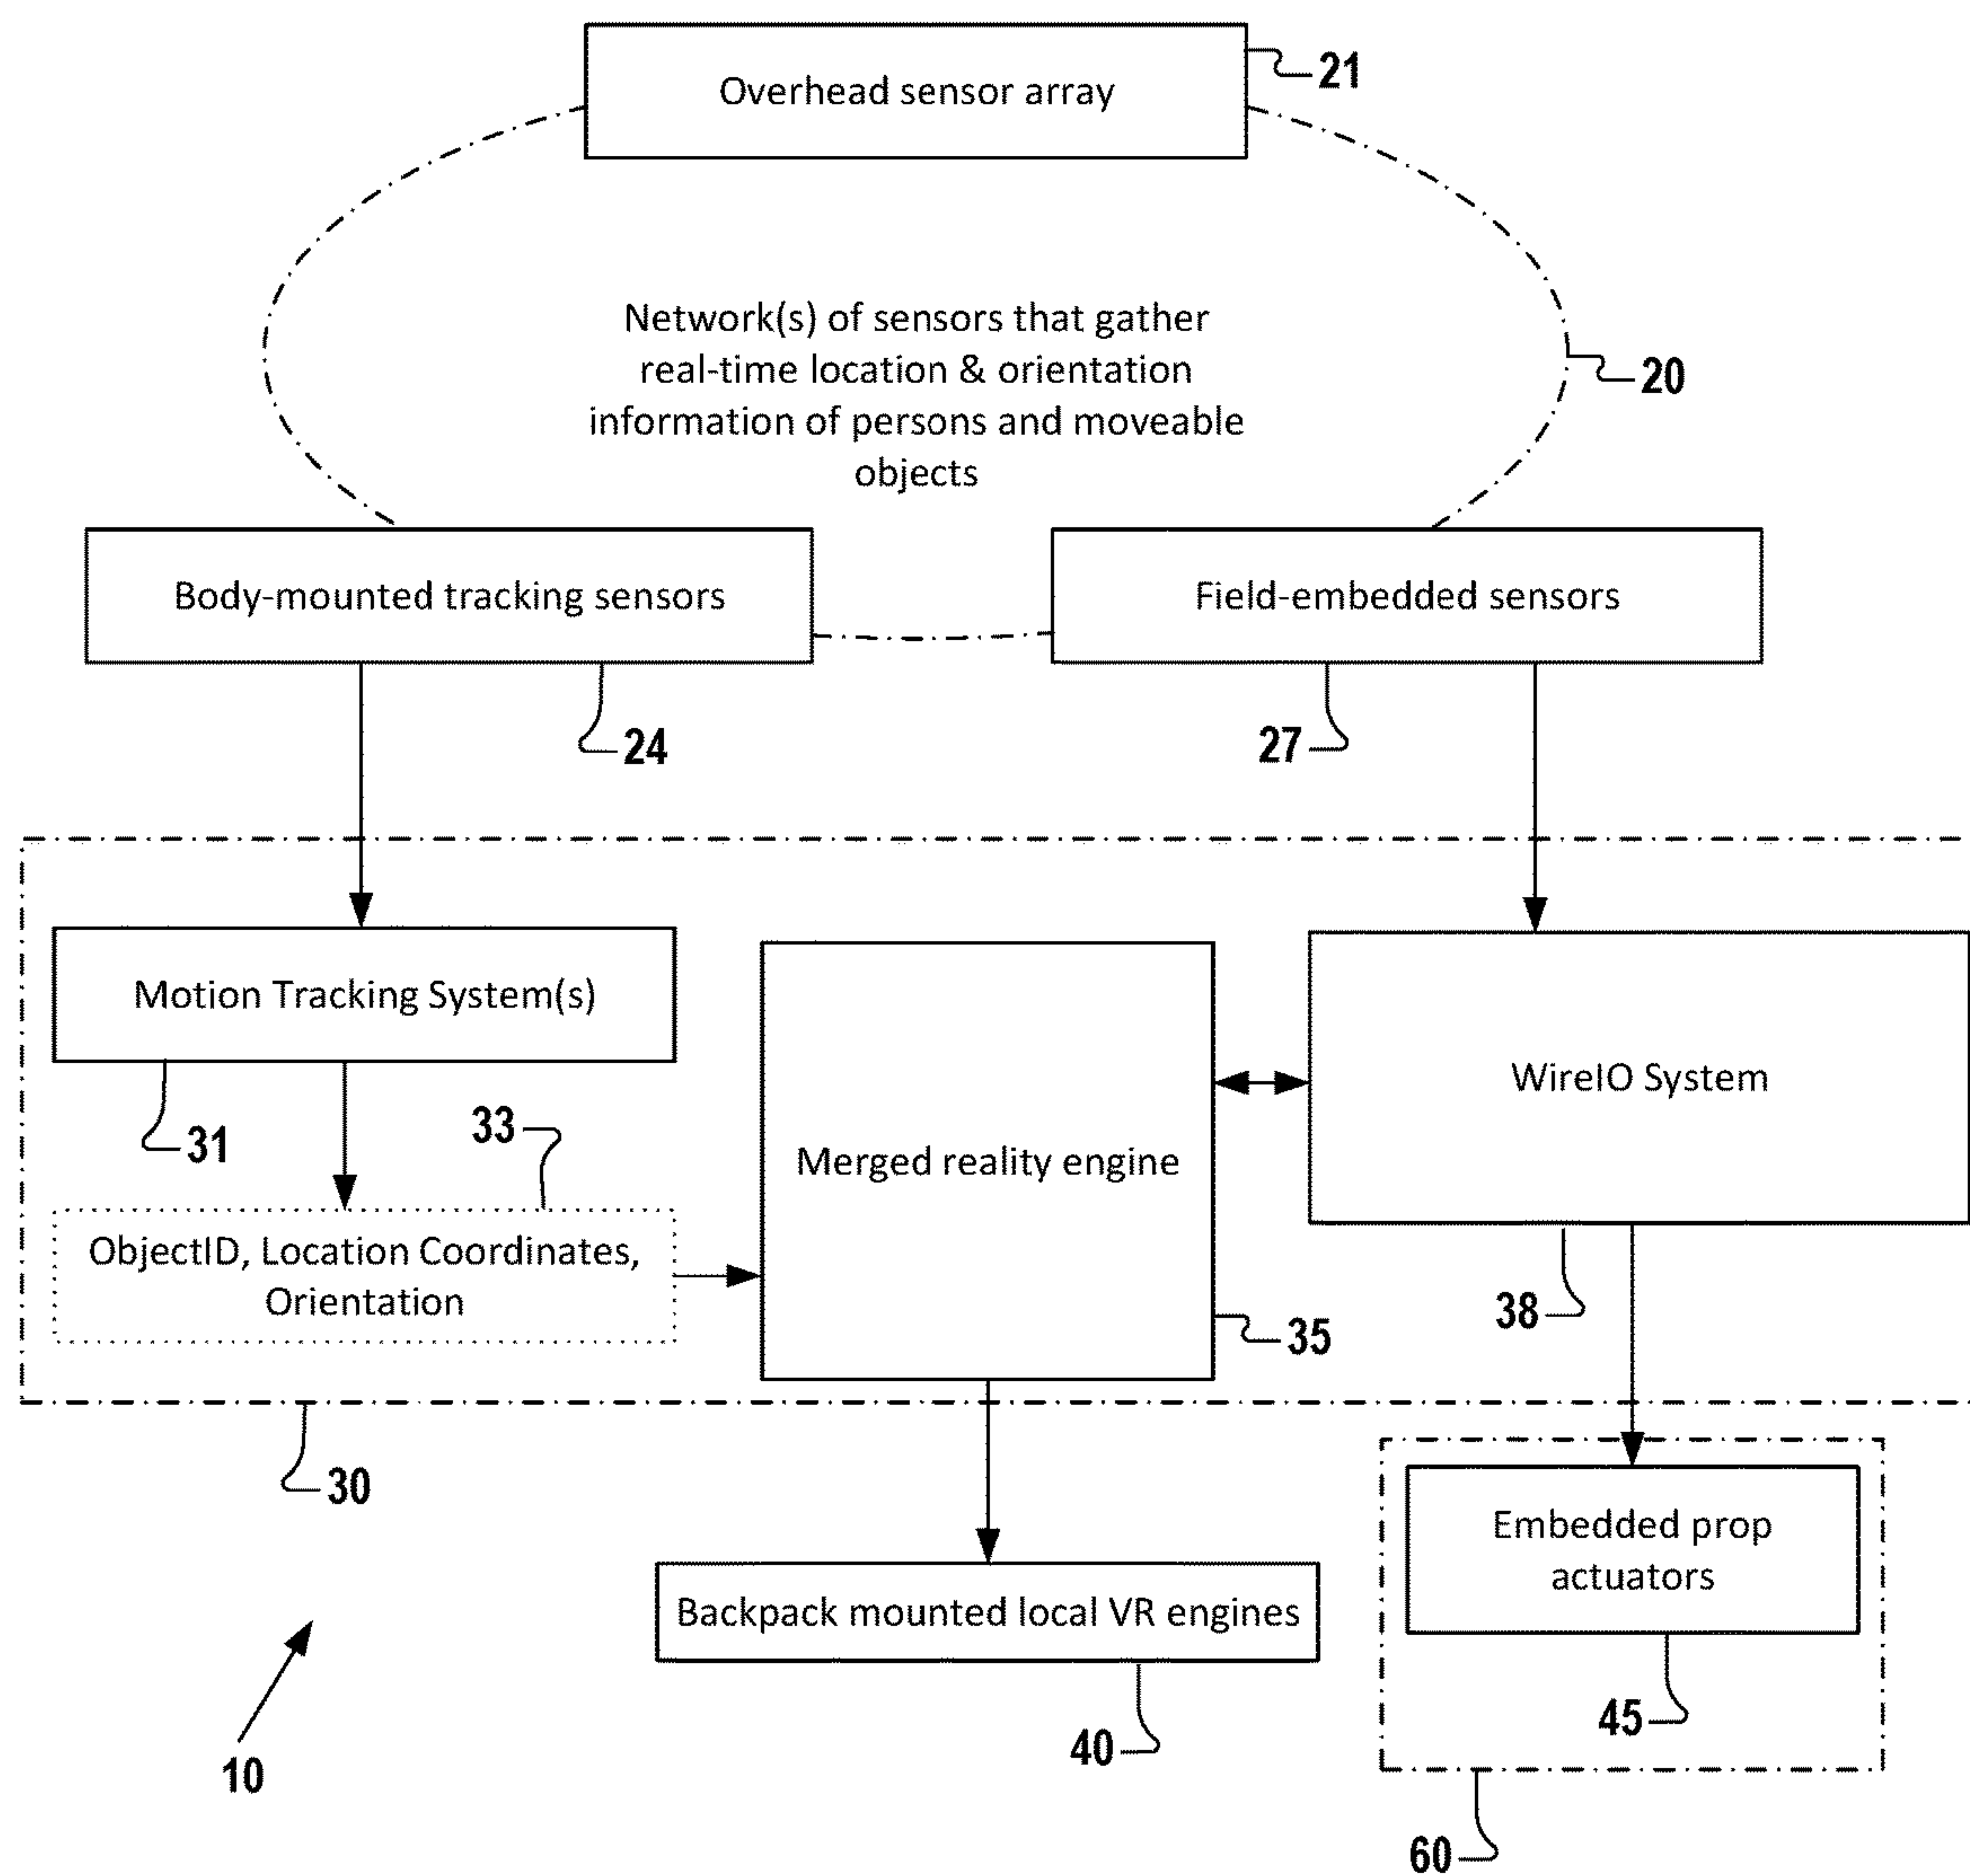 Overhead sensor array
21
Network(s) of sensors that gather
real-time location & orientation
information of persons and moveable
objects
20
Body-mounted tracking sensors
Field-embedded sensors
24
27
Motion Tracking System(s)
31
33
ObjectID, Location Coordinates,
Orientation
Merged reality engine
35
WireIO System
38
30
Embedded prop
actuators
45
Backpack mounted local VR engines
40
10
60